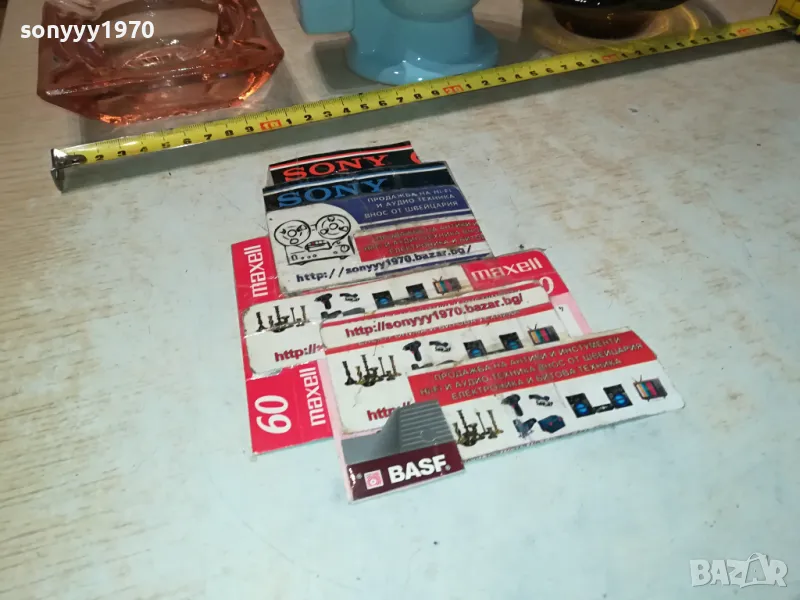 sonyyy1970
SONY
SONY
ПРОДАЖБА НА Hi-Fi
И АУДИО ТЕХНИКА
ВНОС ОТ ШВЕЙЦАРИЯ
http://sonyyy1970.bazar.bg/
maxell
maxell
http://sonyyy1970.bazar.bg/
http://
60
maxell
ПРОДАЖБА НА АНТИКИ И ИНСТУМЕНТИ
Hi-Fi И АУДИО ТЕХНИКА ВНОС ОТ ШВЕЙЦАРИЯ
ЕЛЕКТРОНИКА И БИТОВА ТЕХНИКА
http:
BASF
BAZAR